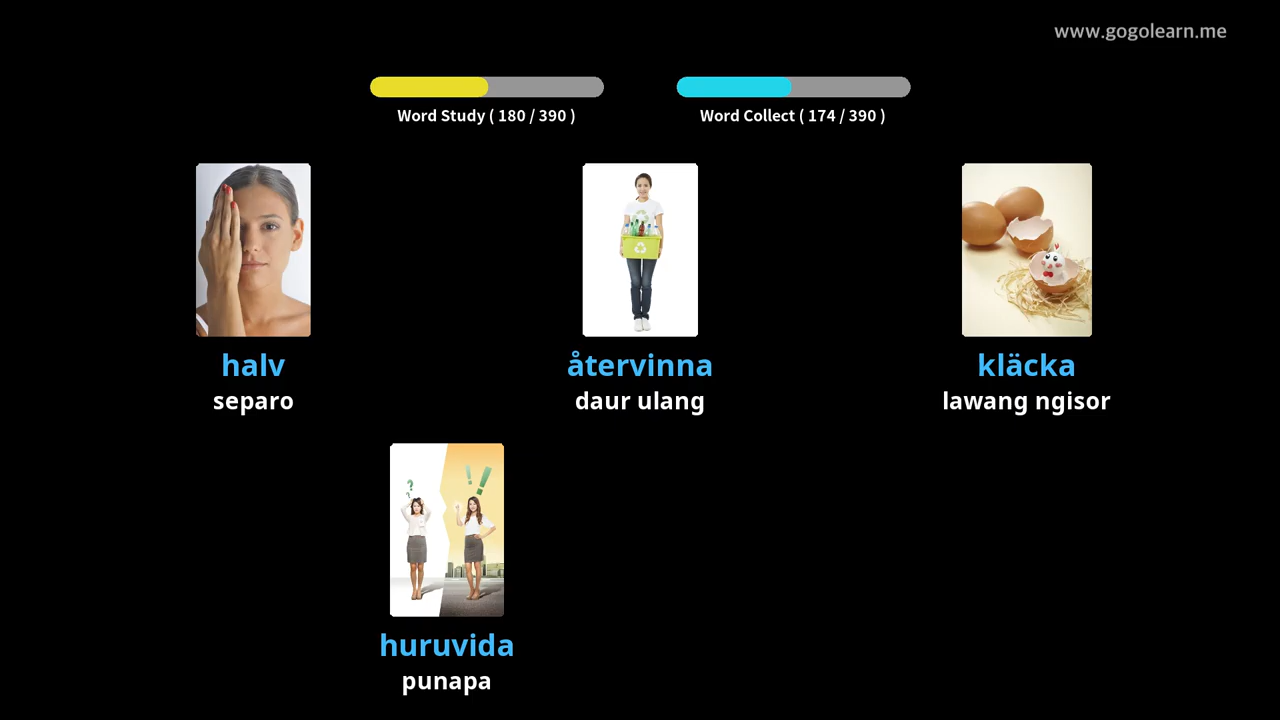 www.gogolearn.me
Word Study ( 180 / 390 )
Word Collect ( 174 / 390 )
halv
separo
återvinna
daur ulang
kläcka
lawang ngisor
huruvida
punapa